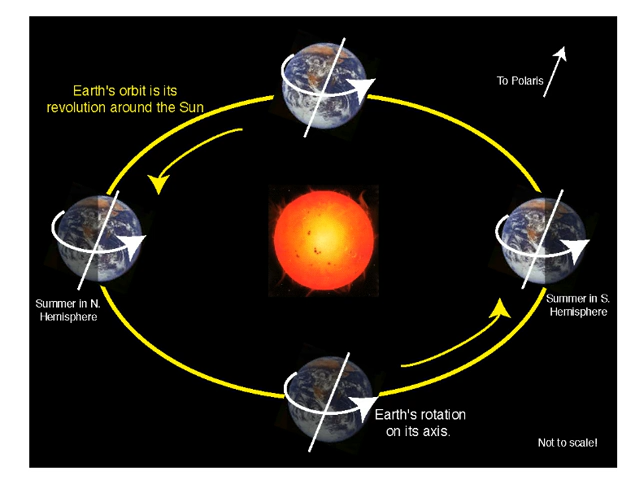 Earth's orbit is its
revolution around the Sun
To Polaris
Summer in N.
Hemisphere
Summer in S.
Hemisphere
Earth's rotation
on its axis.
Not to scale!